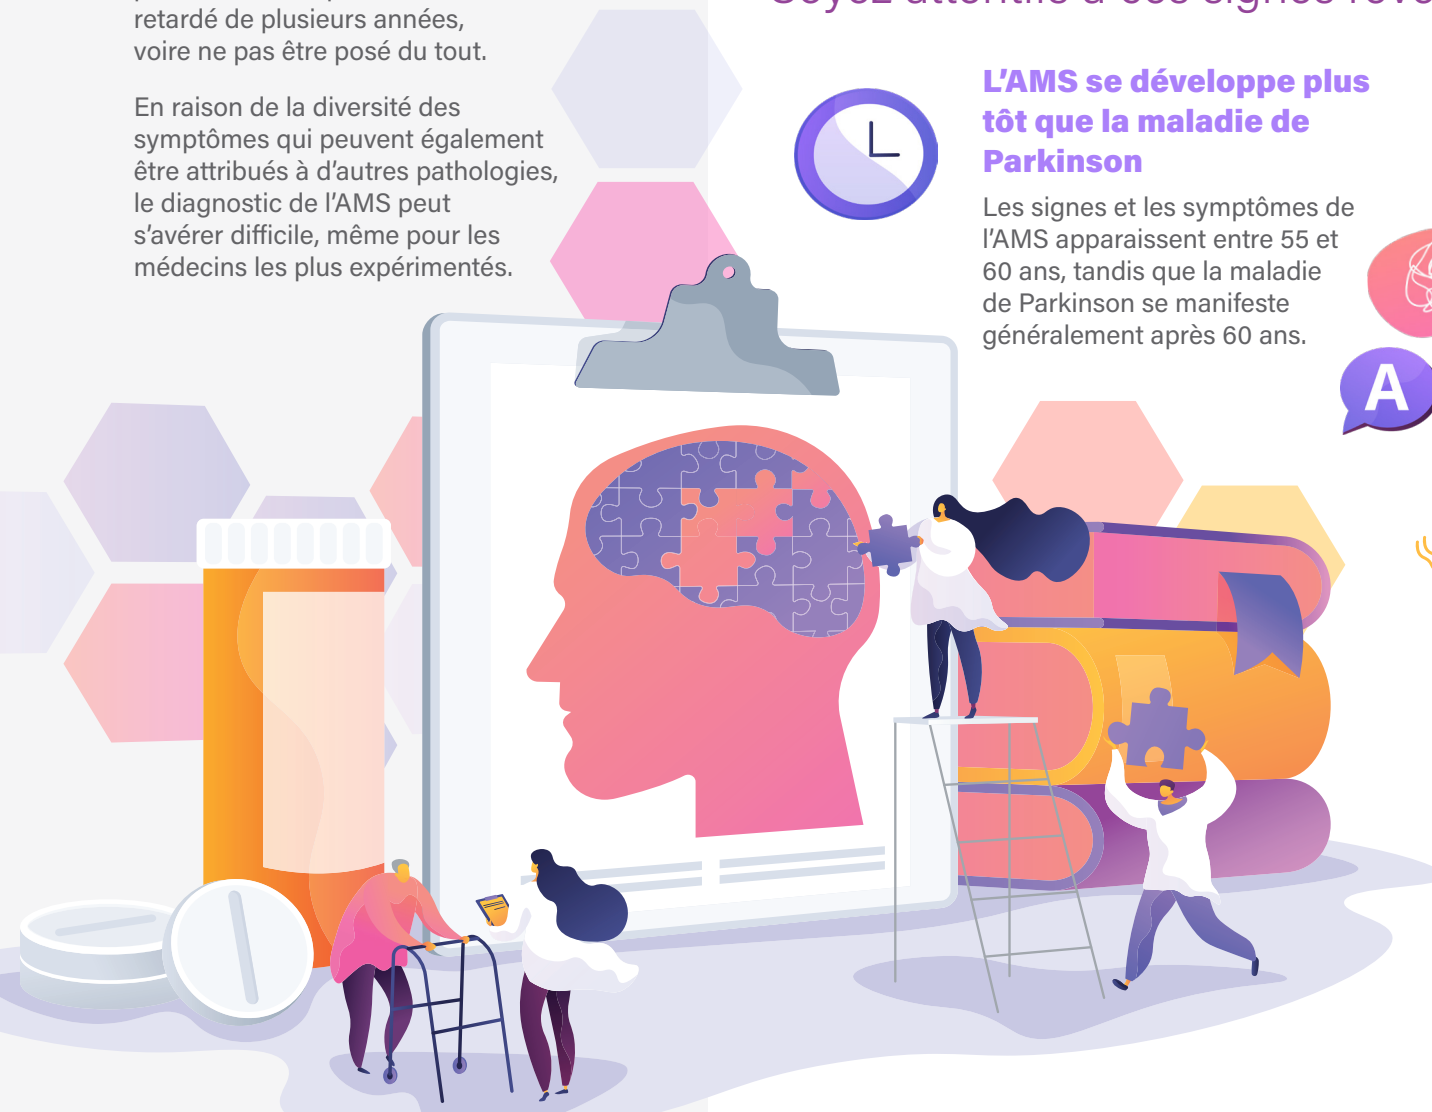 retardé de plusieurs années,
voire ne pas être posé du tout.
En raison de la diversité des
symptômes qui peuvent également
être attribués à d’autres pathologies,
le diagnostic de l’AMS peut
s’avérer difficile, même pour les
médecins les plus expérimentés.
L’AMS se développe plus
tôt que la maladie de
Parkinson
Les signes et les symptômes de
l’AMS apparaissent entre 55 et
60 ans, tandis que la maladie
de Parkinson se manifeste
généralement après 60 ans.
A